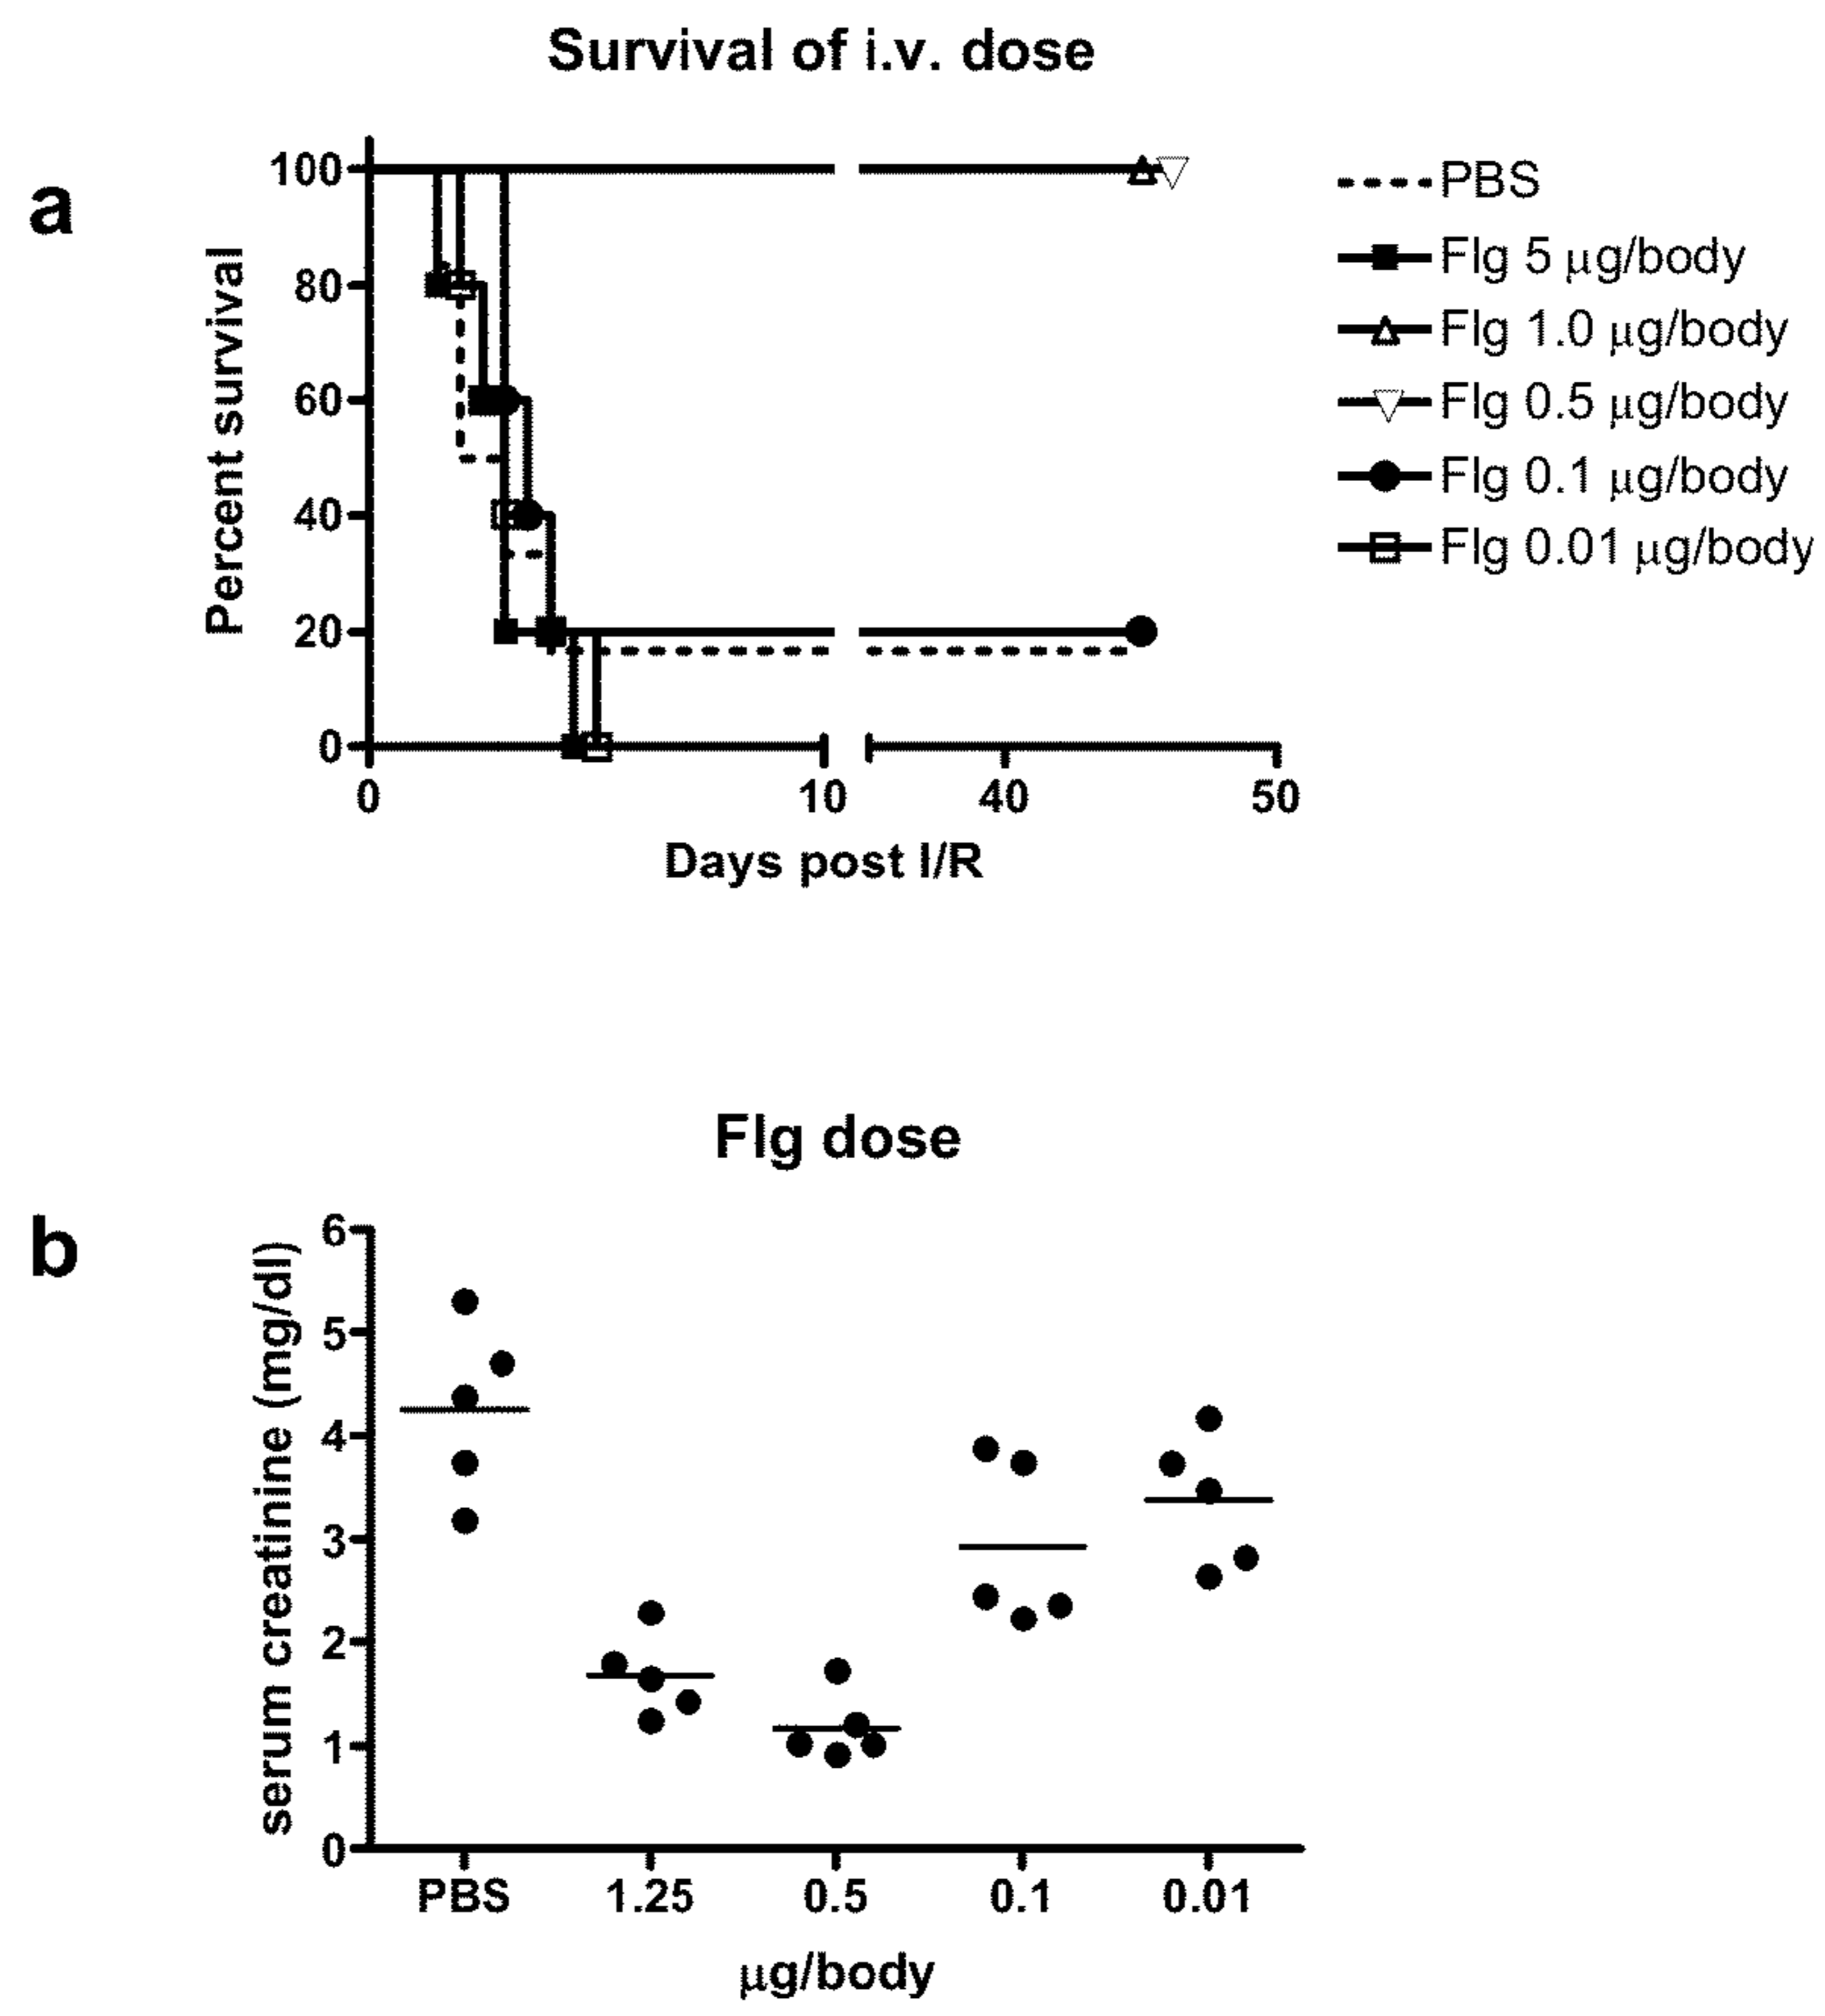 Survival of i.v. dose
a
Percent survival
100
80
60
40
20
0
0 10 40 50
Days post I/R
PBS
Flg 5 μg/body
Flg 1.0 μg/body
Flg 0.5 μg/body
Flg 0.1 μg/body
Flg 0.01 μg/body
Flg dose
b
serum creatinine (mg/dl)
6
5
4
3
2
1
0
PBS 1.25 0.5 0.1 0.01
μg/body